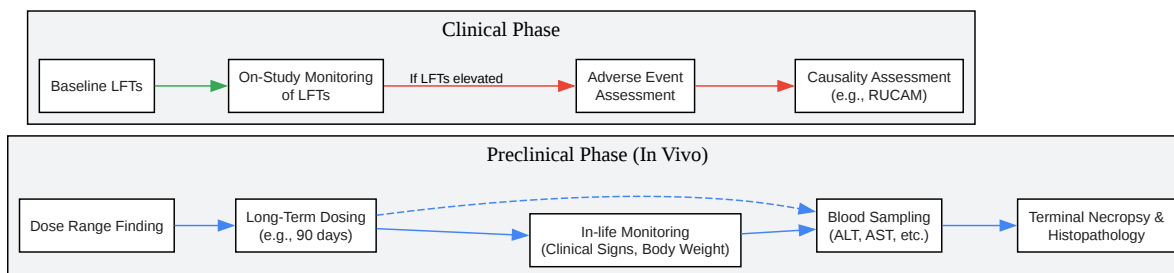 Clinical Phase
Baseline LFTs
On-Study Monitoring
of LFTs
If LFTs elevated
Adverse Event
Assessment
Causality Assessment
(e.g., RUCAM)
Preclinical Phase (In Vivo)
Dose Range Finding
Long-Term Dosing
(e.g., 90 days)
In-life Monitoring
(Clinical Signs, Body Weight)
Blood Sampling
(ALT, AST, etc.)
Terminal Necropsy &
Histopathology